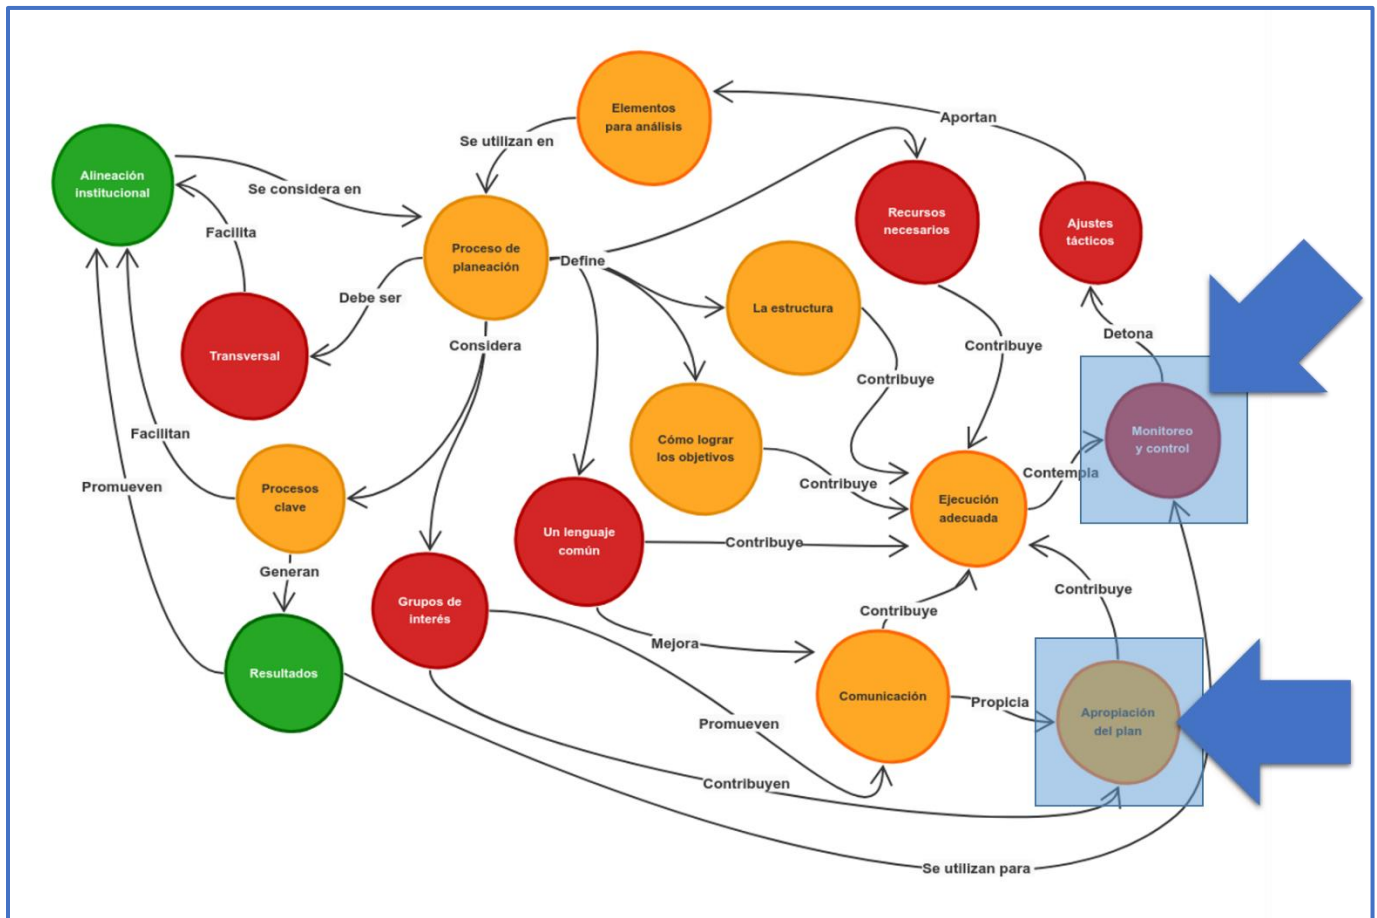 Elementos
para análisis
Aportan
Se utilizan en
Alineación
institucional
Se considera en
Recursos
necesarios
Ajustes
tácticos
Facilita
Proceso de
planeación
Define
Debe ser
La estructura
Detona
Transversal
Considera
Contribuye
Contribuye
Facilitan
Cómo lograr
los objetivos
Monitoreo
y control
Promueven
Procesos
clave
Contribuye
Contempla
Ejecución
adecuada
Un lenguaje
común
Contribuye
Generan
Grupos de
interés
Contribuye
Contribuye
Mejora
Resultados
Comunicación
Propicia
Apropiación
del plan
Promueven
Contribuyen
Se utilizan para